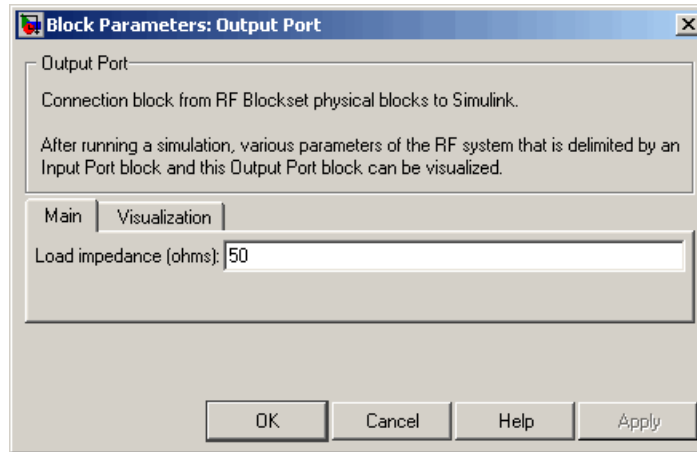 Block Parameters: Output Port
Output Port
Connection block from RF Blockset physical blocks to Simulink.
After running a simulation, various parameters of the RF system that is delimited by an
Input Port block and this Output Port block can be visualized.
Main Visualization
Load impedance (ohms): 50
OK Cancel Help Apply